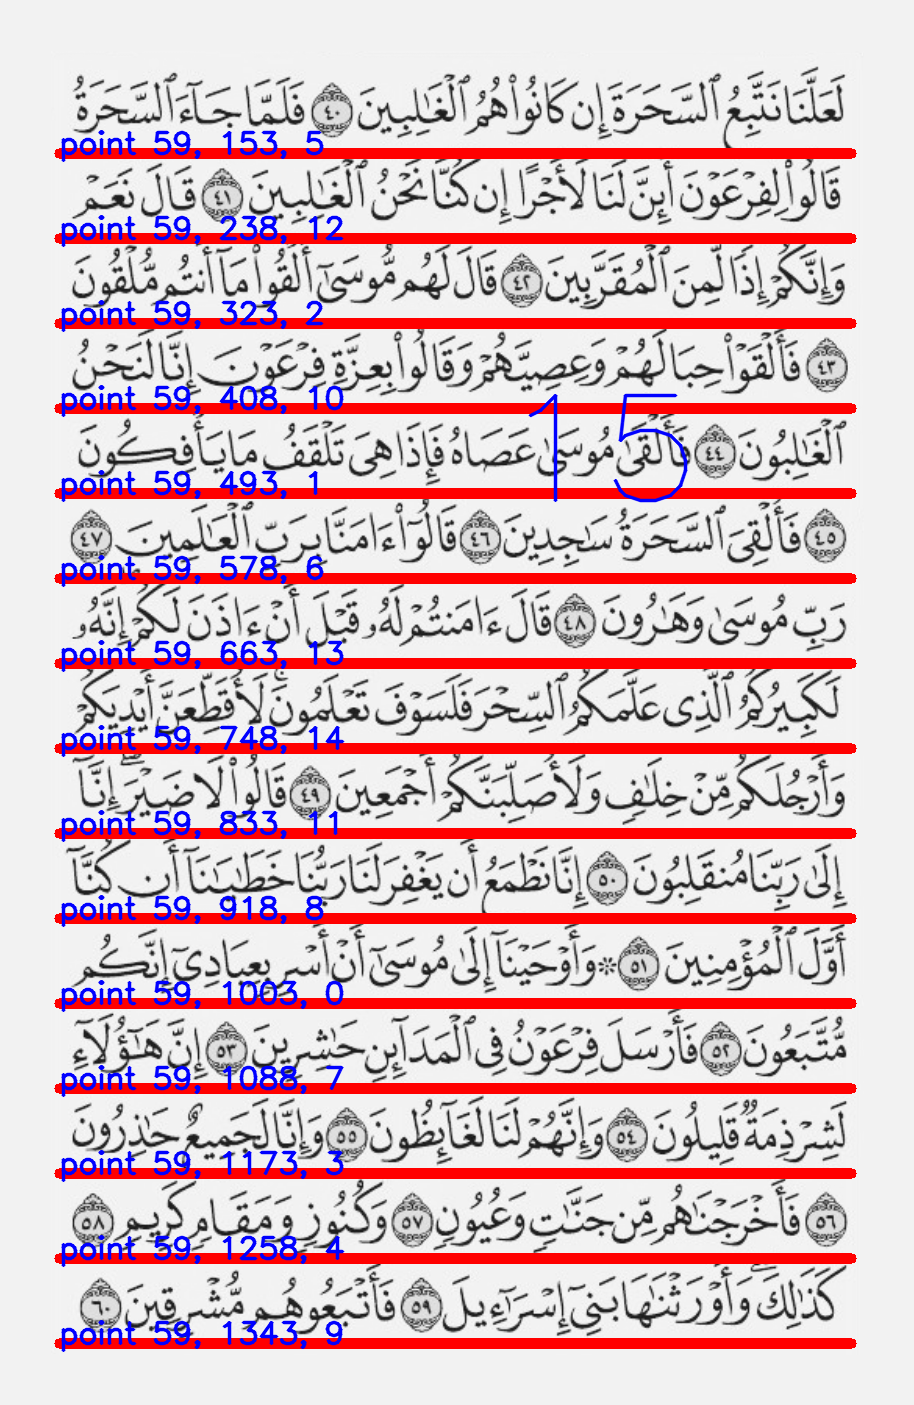 لَعَلَّنَا نَتَّبِعُ ٱلسَّحَرَةَ إِن كَانُوا۟ هُمُ ٱلْغَـٰلِبِينَ ٤٠ فَلَمَّا جَآءَ ٱلسَّحَرَةُ
point 59, 153, 5
قَالُوا۟ لِفِرْعَوْنَ أَئِنَّ لَنَا لَأَجْرًا إِن كُنَّا نَحْنُ ٱلْغَـٰلِبِينَ ٤١ قَالَ نَعَمْ
point 59, 238, 12
وَإِنَّكُمْ إِذًا لَّمِنَ ٱلْمُقَرَّبِينَ ٤٢ قَالَ لَهُم مُّوسَىٰٓ أَلْقُوا۟ مَآ أَنتُم مُّلْقُونَ
point 59, 323, 2
٤٣ فَأَلْقَوْا۟ حِبَالَهُمْ وَعِصِيَّهُمْ وَقَالُوا۟ بِعِزَّةِ فِرْعَوْنَ إِنَّا لَنَحْنُ
point 59, 408, 10
15
ٱلْغَـٰلِبُونَ ٤٤ فَأَلْقَىٰ مُوسَىٰ عَصَاهُ فَإِذَا هِىَ تَلْقَفُ مَا يَأْفِكُونَ
point 59, 493, 1
٤٥ فَأُلْقِىَ ٱلسَّحَرَةُ سَـٰجِدِينَ ٤٦ قَالُوٓا۟ ءَامَنَّا بِرَبِّ ٱلْعَـٰلَمِينَ ٤٧
point 59, 578, 6
رَبِّ مُوسَىٰ وَهَـٰرُونَ ٤٨ قَالَ ءَامَنتُمْ لَهُۥ قَبْلَ أَنْ ءَاذَنَ لَكُمْ إِنَّهُۥ
point 59, 663, 13
لَكَبِيرُكُمُ ٱلَّذِى عَلَّمَكُمُ ٱلسِّحْرَ فَلَسَوْفَ تَعْلَمُونَ ۚ لَأُقَطِّعَنَّ أَيْدِيَكُمْ
point 59, 748, 14
وَأَرْجُلَكُم مِّنْ خِلَـٰفٍ وَلَأُصَلِّبَنَّكُمْ أَجْمَعِينَ ٤٩ قَالُوا۟ لَا ضَيْرَ ۖ إِنَّآ
point 59, 833, 11
إِلَىٰ رَبِّنَا مُنقَلِبُونَ ٥٠ إِنَّا نَطْمَعُ أَن يَغْفِرَ لَنَا رَبُّنَا خَطَـٰيَـٰنَآ أَن كُنَّآ
point 59, 918, 8
أَوَّلَ ٱلْمُؤْمِنِينَ ٥١ * وَأَوْحَيْنَآ إِلَىٰ مُوسَىٰٓ أَنْ أَسْرِ بِعِبَادِىٓ إِنَّكُم
point 59, 1003, 0
مُّتَّبَعُونَ ٥٢ فَأَرْسَلَ فِرْعَوْنُ فِى ٱلْمَدَآئِنِ حَـٰشِرِينَ ٥٣ إِنَّ هَـٰٓؤُلَآءِ
point 59, 1088, 7
لَشِرْذِمَةٌ قَلِيلُونَ ٥٤ وَإِنَّهُمْ لَنَا لَغَآئِظُونَ ٥٥ وَإِنَّا لَجَمِيعٌ حَـٰذِرُونَ
point 59, 1173, 3
٥٦ فَأَخْرَجْنَـٰهُم مِّن جَنَّـٰتٍ وَعُيُونٍ ٥٧ وَكُنُوزٍ وَمَقَامٍ كَرِيمٍ ٥٨
point 59, 1258, 4
كَذَٰلِكَ ۖ وَأَوْرَثْنَـٰهَا بَنِىٓ إِسْرَٰٓءِيلَ ٥٩ فَأَتْبَعُوهُم مُّشْرِقِينَ ٦٠
point 59, 1343, 9